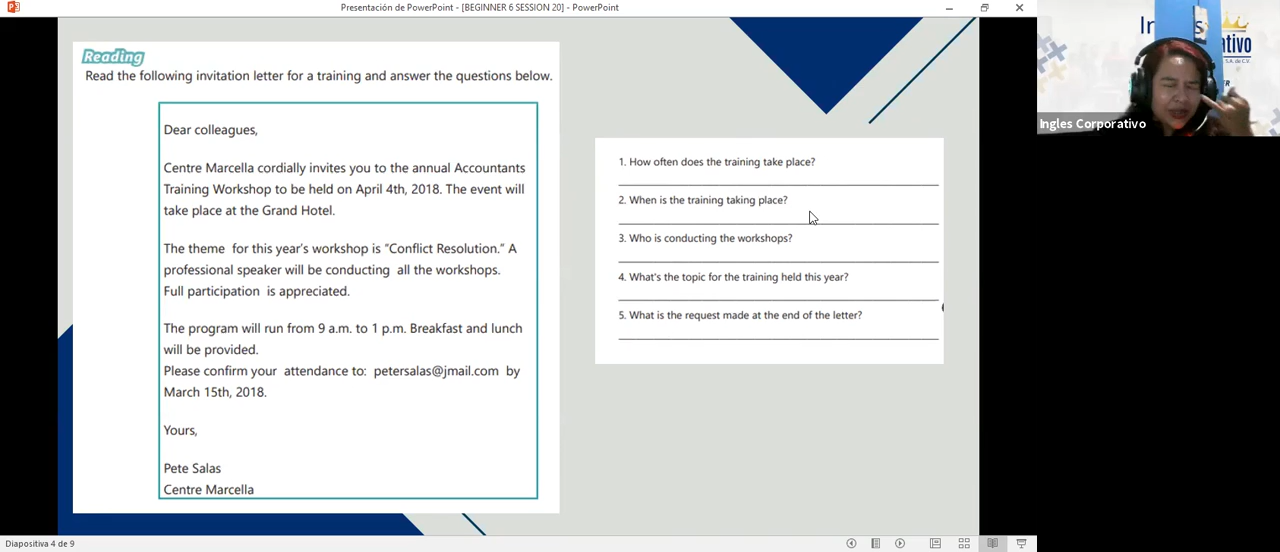 Presentación de PowerPoint - [BEGINNER 6 SESSION 20] - PowerPoint
Reading
Read the following invitation letter for a training and answer the questions below.
Dear colleagues,
Centre Marcella cordially invites you to the annual Accountants
Training Workshop to be held on April 4th, 2018. The event will
take place at the Grand Hotel.
The theme for this year's workshop is "Conflict Resolution." A
professional speaker will be conducting all the workshops.
Full participation is appreciated.
The program will run from 9 a.m. to 1 p.m. Breakfast and lunch
will be provided.
Please confirm your attendance to: petersalas@jmail.com by
March 15th, 2018.
Yours,
Pete Salas
Centre Marcella
1. How often does the training take place?
2. When is the training taking place?
3. Who is conducting the workshops?
4. What's the topic for the training held this year?
5. What is the request made at the end of the letter?
S.A. de C.V.
Ingles Corporativo
Diapositiva 4 de 9